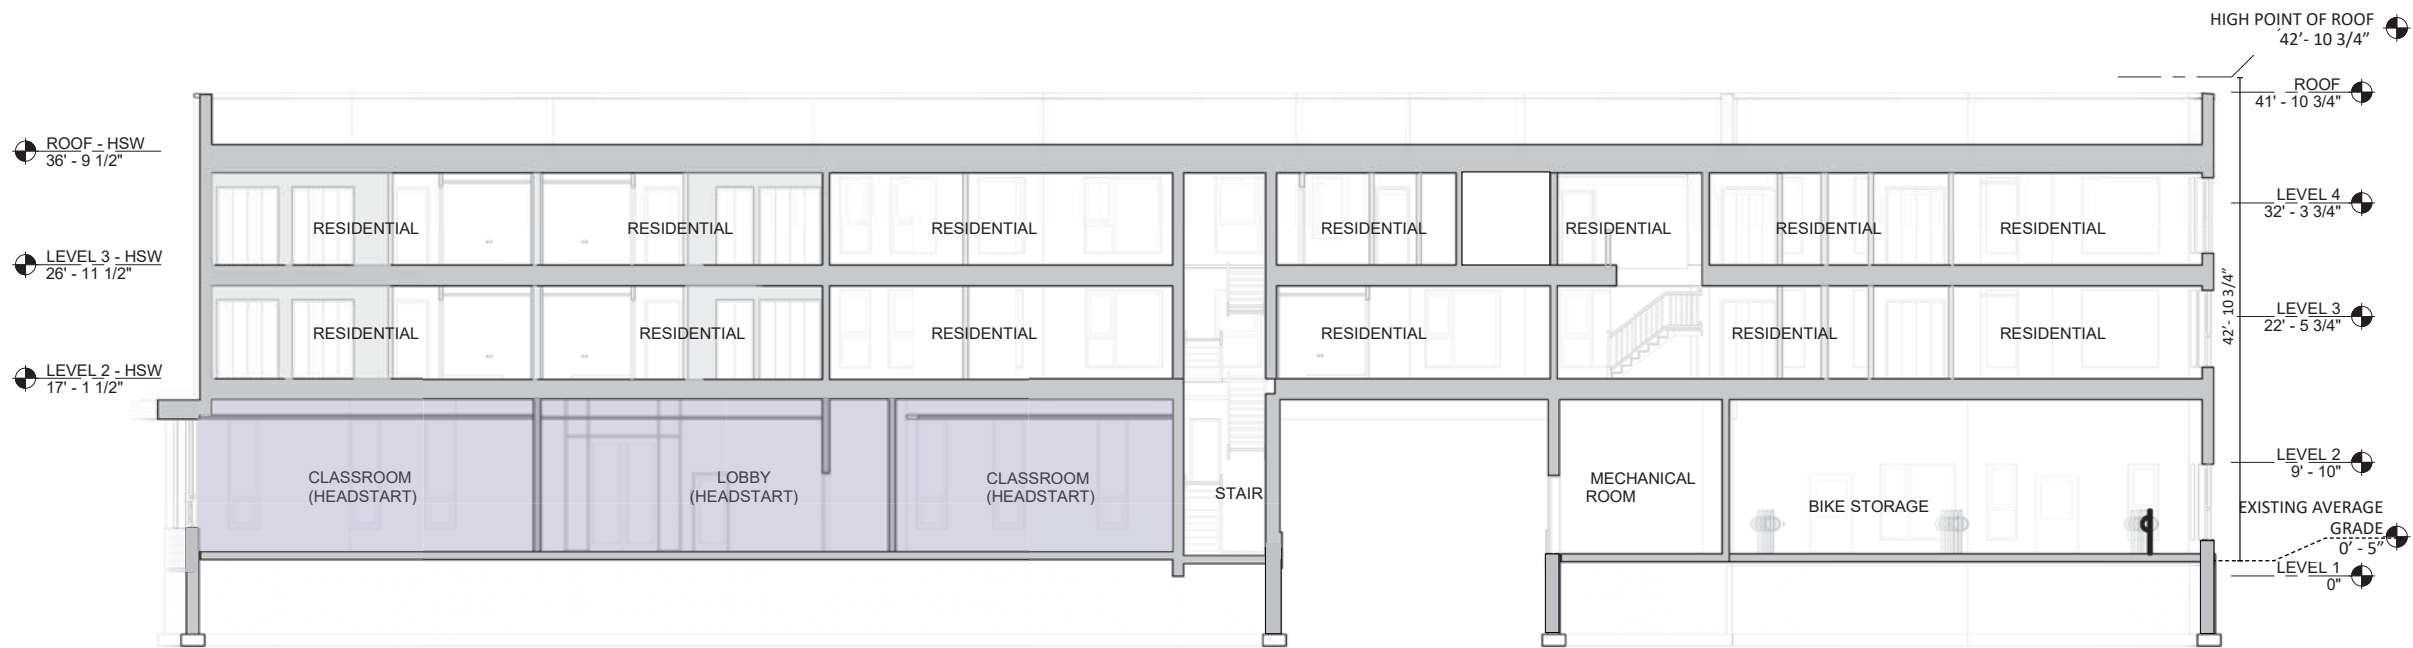 HIGH POINT OF ROOF
42'- 10 3/4"
ROOF
41' - 10 3/4"
ROOF - HSW
36' - 9 1/2"
LEVEL 4
32' - 3 3/4"
RESIDENTIAL RESIDENTIAL RESIDENTIAL RESIDENTIAL RESIDENTIAL RESIDENTIAL RESIDENTIAL
LEVEL 3 - HSW
26' - 11 1/2"
42'- 10 3/4"
LEVEL 3
22' - 5 3/4"
RESIDENTIAL RESIDENTIAL RESIDENTIAL RESIDENTIAL RESIDENTIAL RESIDENTIAL
LEVEL 2 - HSW
17' - 1 1/2"
LEVEL 2
9' - 10"
CLASSROOM
(HEADSTART)
LOBBY
(HEADSTART)
CLASSROOM
(HEADSTART)
STAIR
MECHANICAL
ROOM
BIKE STORAGE
EXISTING AVERAGE
GRADE
0' - 5"
LEVEL 1
0"